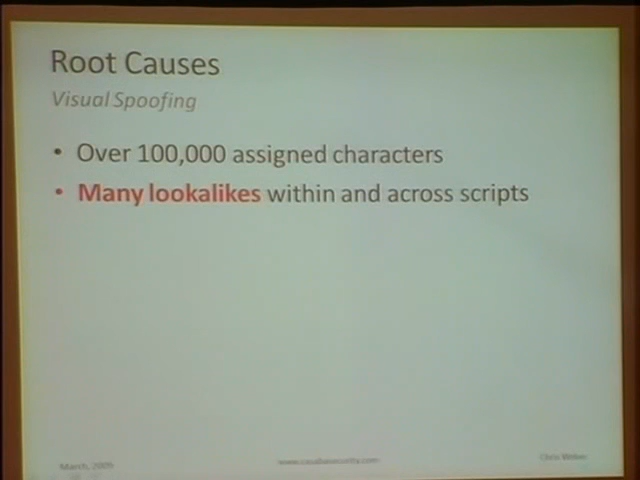 Root Causes
Visual Spoofing
• Over 100,000 assigned characters
• Many lookalikes within and across scripts
March, 2009
www.casabasecurity.com
Chris Weber